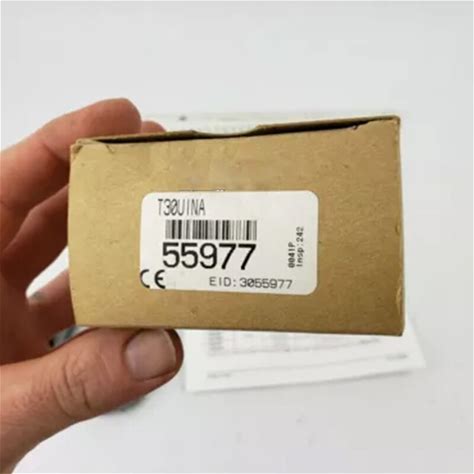 T30UINA
55977
CE
EID: 3055977
0041P
Insp:242